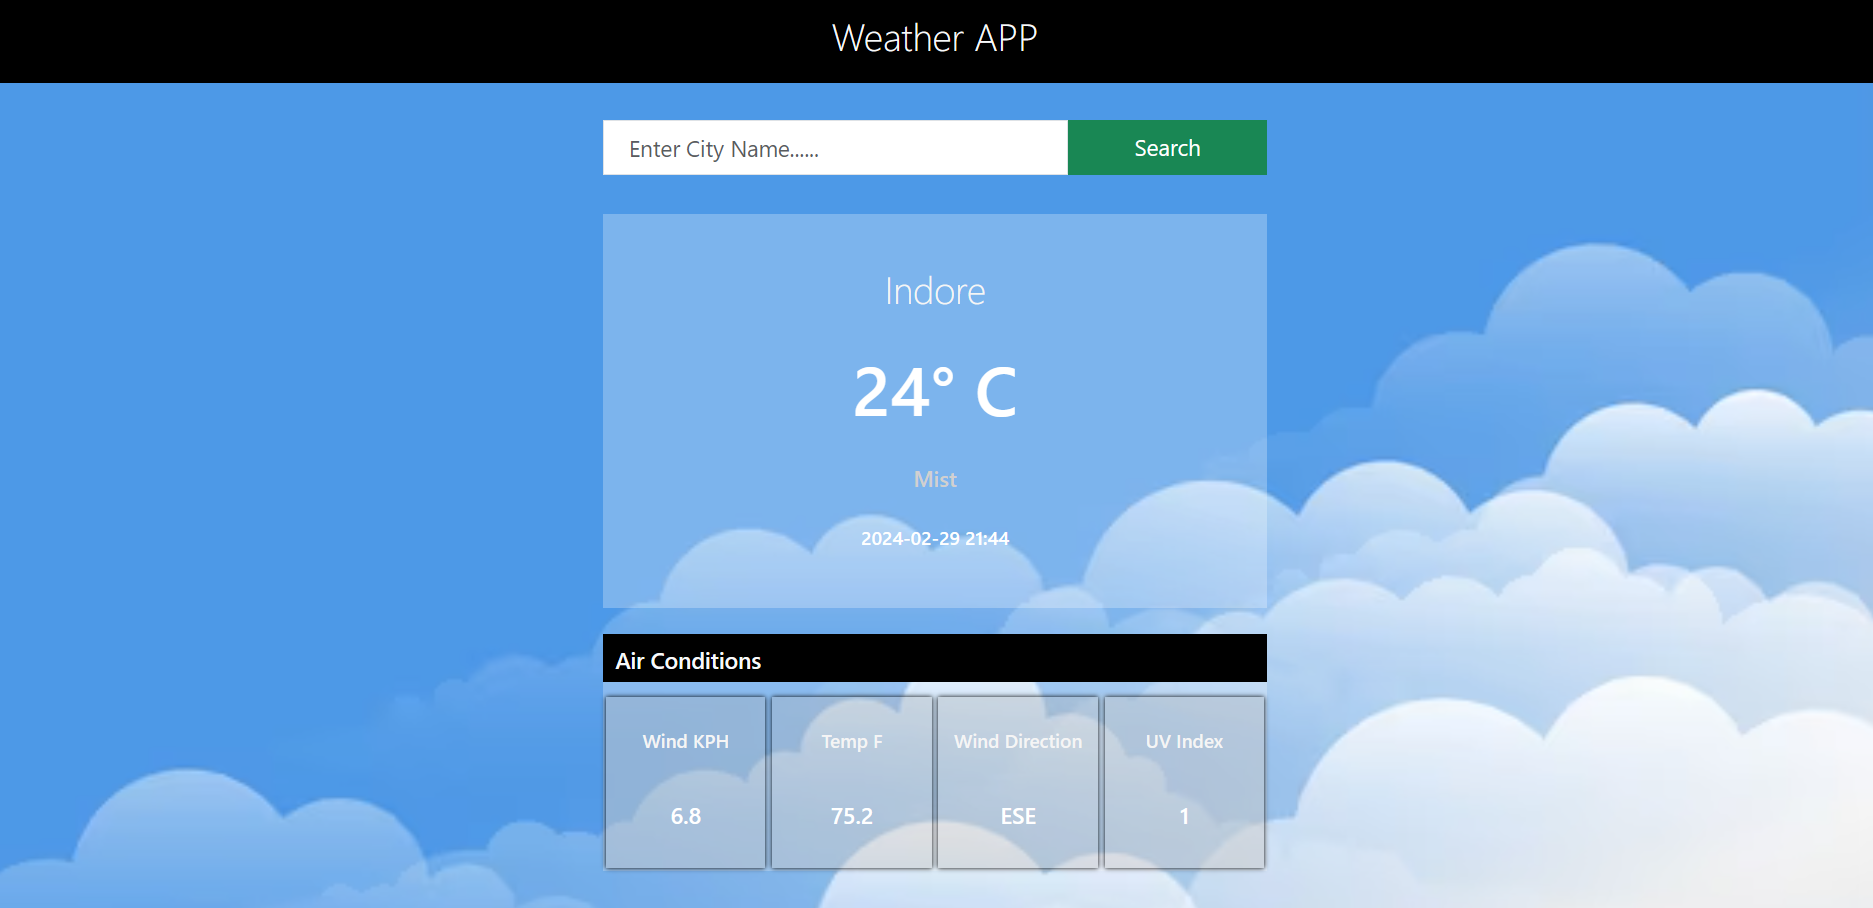 Weather APP
Enter City Name...... Search
Indore
24° C
Mist
2024-02-29 21:44
Air Conditions
Wind KPH Temp F Wind Direction UV Index
6.8 75.2 ESE 1